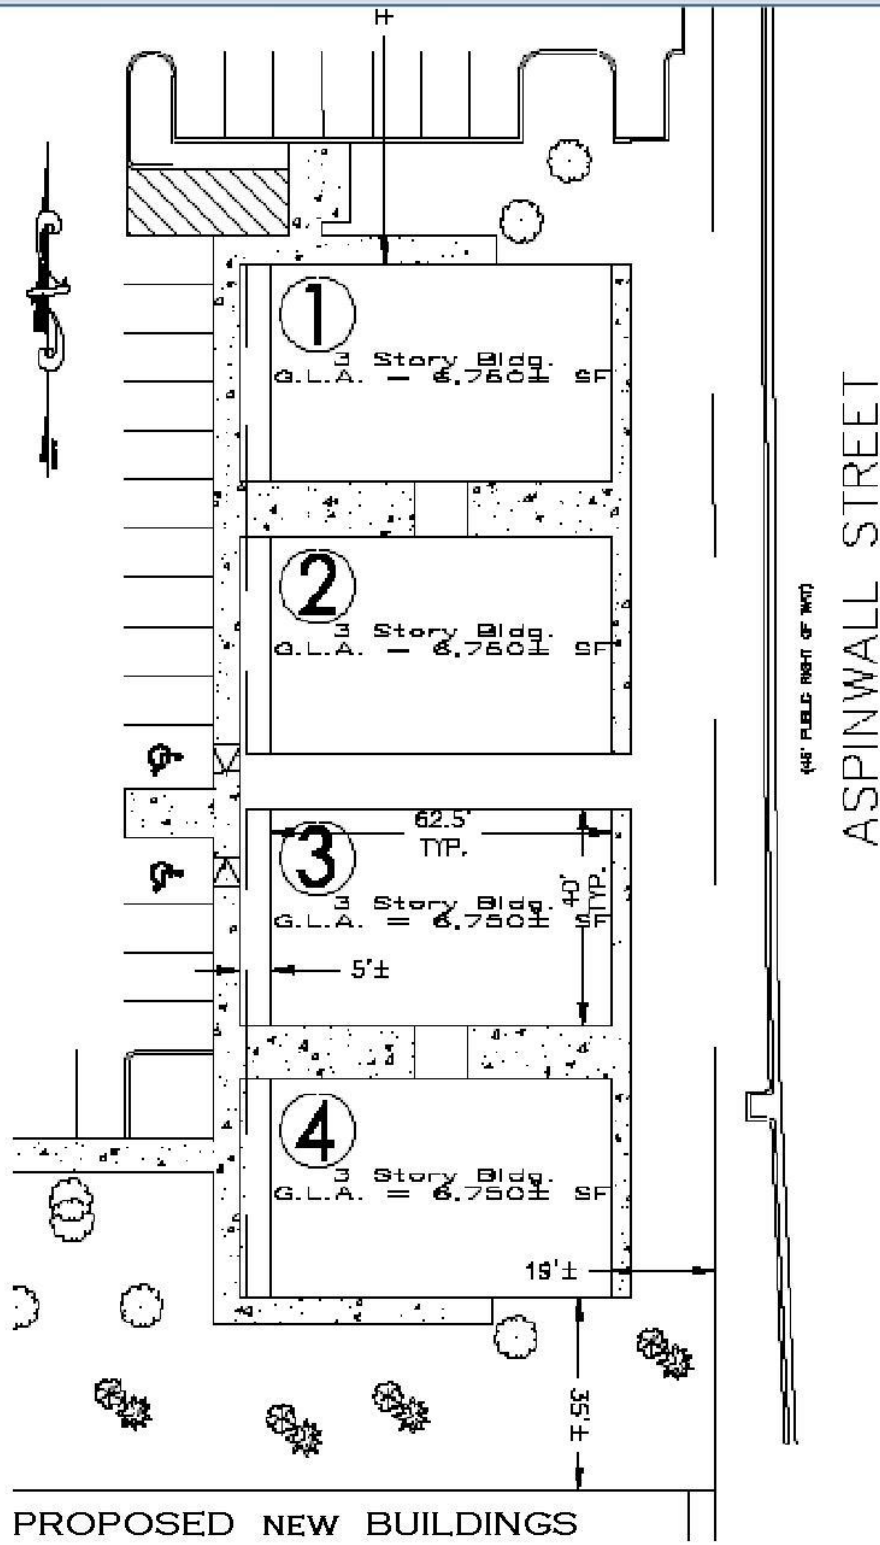 1
3 Story Bldg.
G.L.A. = 6,750± SF
2
3 Story Bldg.
G.L.A. = 6,750± SF
62.5'
TYP.
3
40'
TYP.
3 Story Bldg.
G.L.A. = 6,750± SF
5'±
4
3 Story Bldg.
G.L.A. = 6,750± SF
19'±
35'±
(45' PUBLIC RIGHT OF WAY)
ASPINWALL STREET
PROPOSED NEW BUILDINGS